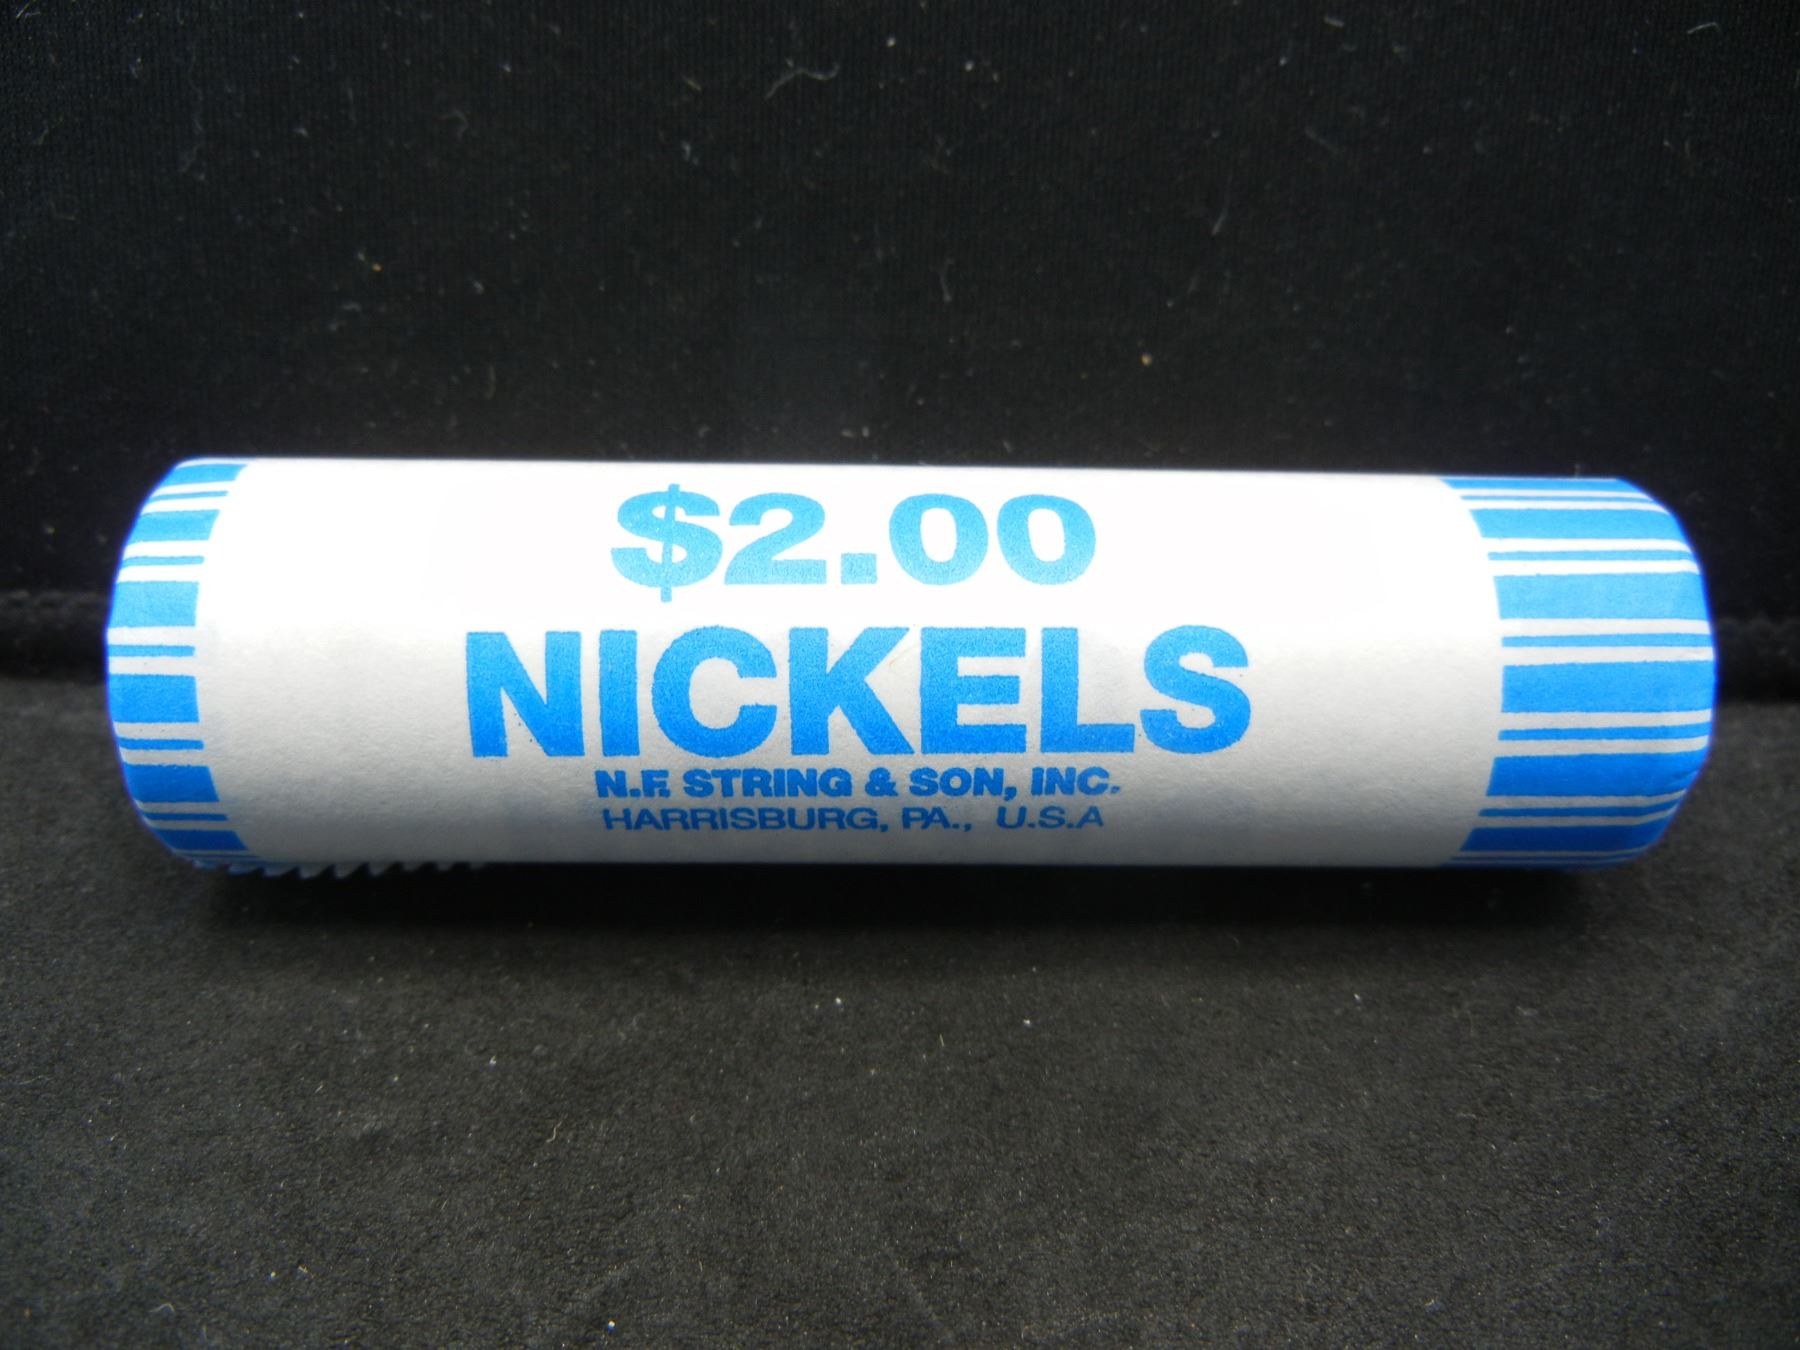 $2.00
NICKELS
N.F. STRING & SON, INC.
HARRISBURG, PA., U.S.A